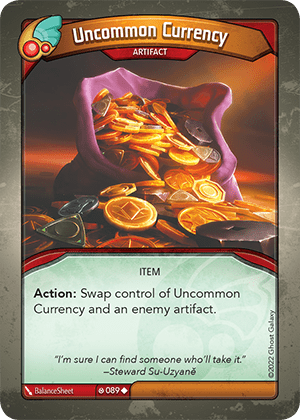 Uncommon Currency
ARTIFACT
ITEM
Action: Swap control of Uncommon
Currency and an enemy artifact.
"I'm sure I can find someone who'll take it."
–Steward Su-Uzyaně
©2022 Ghost Galaxy
BalanceSheet
089